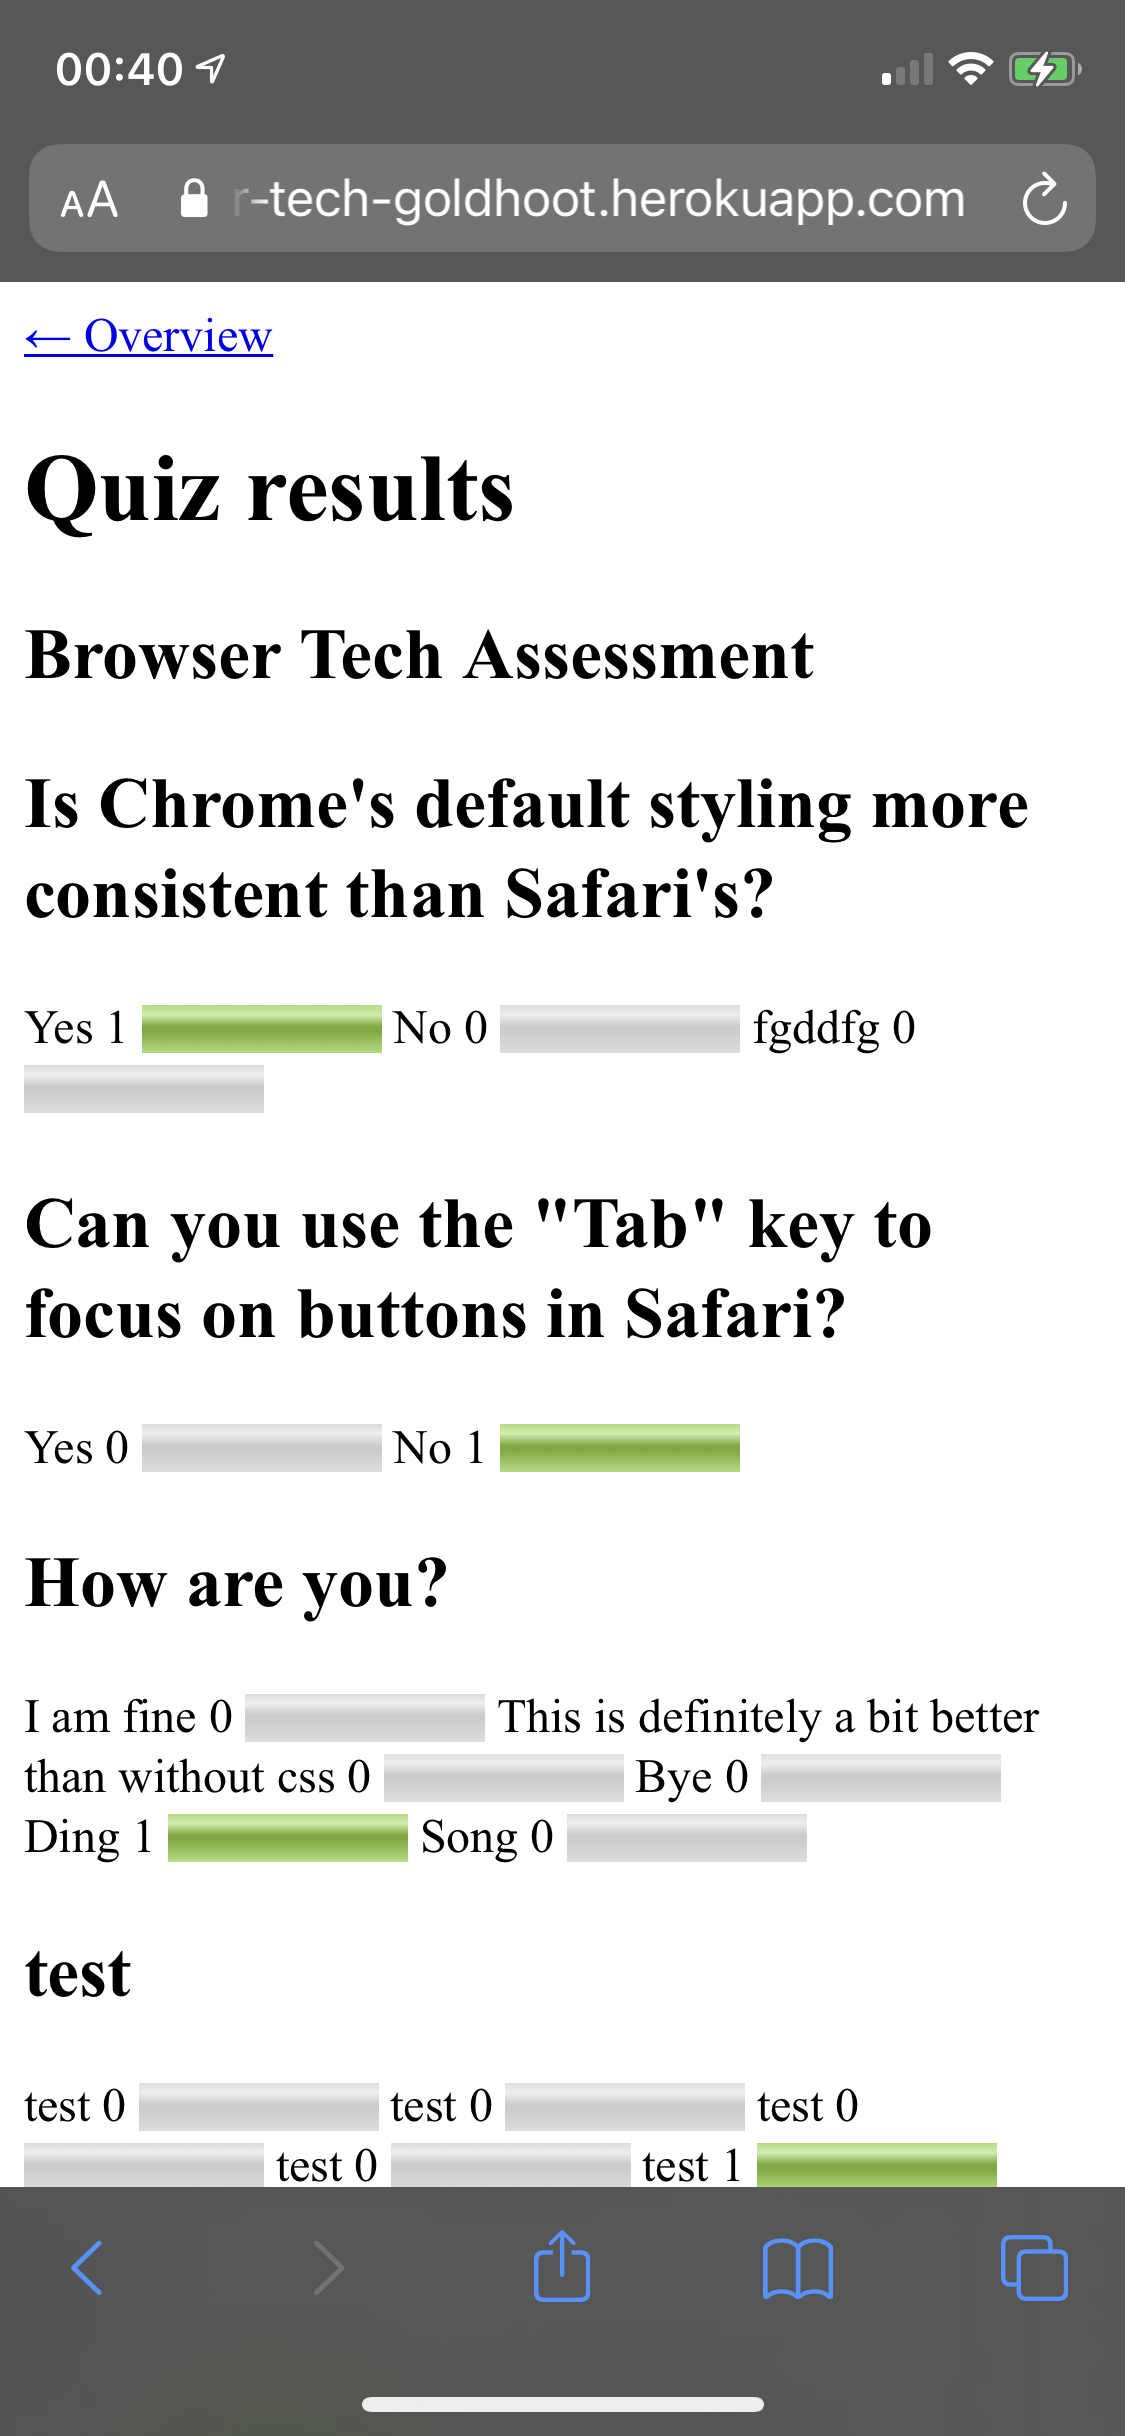 00:40
AA r-tech-goldhoot.herokuapp.com
← Overview
Quiz results
Browser Tech Assessment
Is Chrome's default styling more
consistent than Safari's?
Yes 1 No 0 fgddfg 0
Can you use the "Tab" key to
focus on buttons in Safari?
Yes 0 No 1
How are you?
I am fine 0 This is definitely a bit better
than without css 0 Bye 0
Ding 1 Song 0
test
test 0 test 0 test 0
test 0 test 1